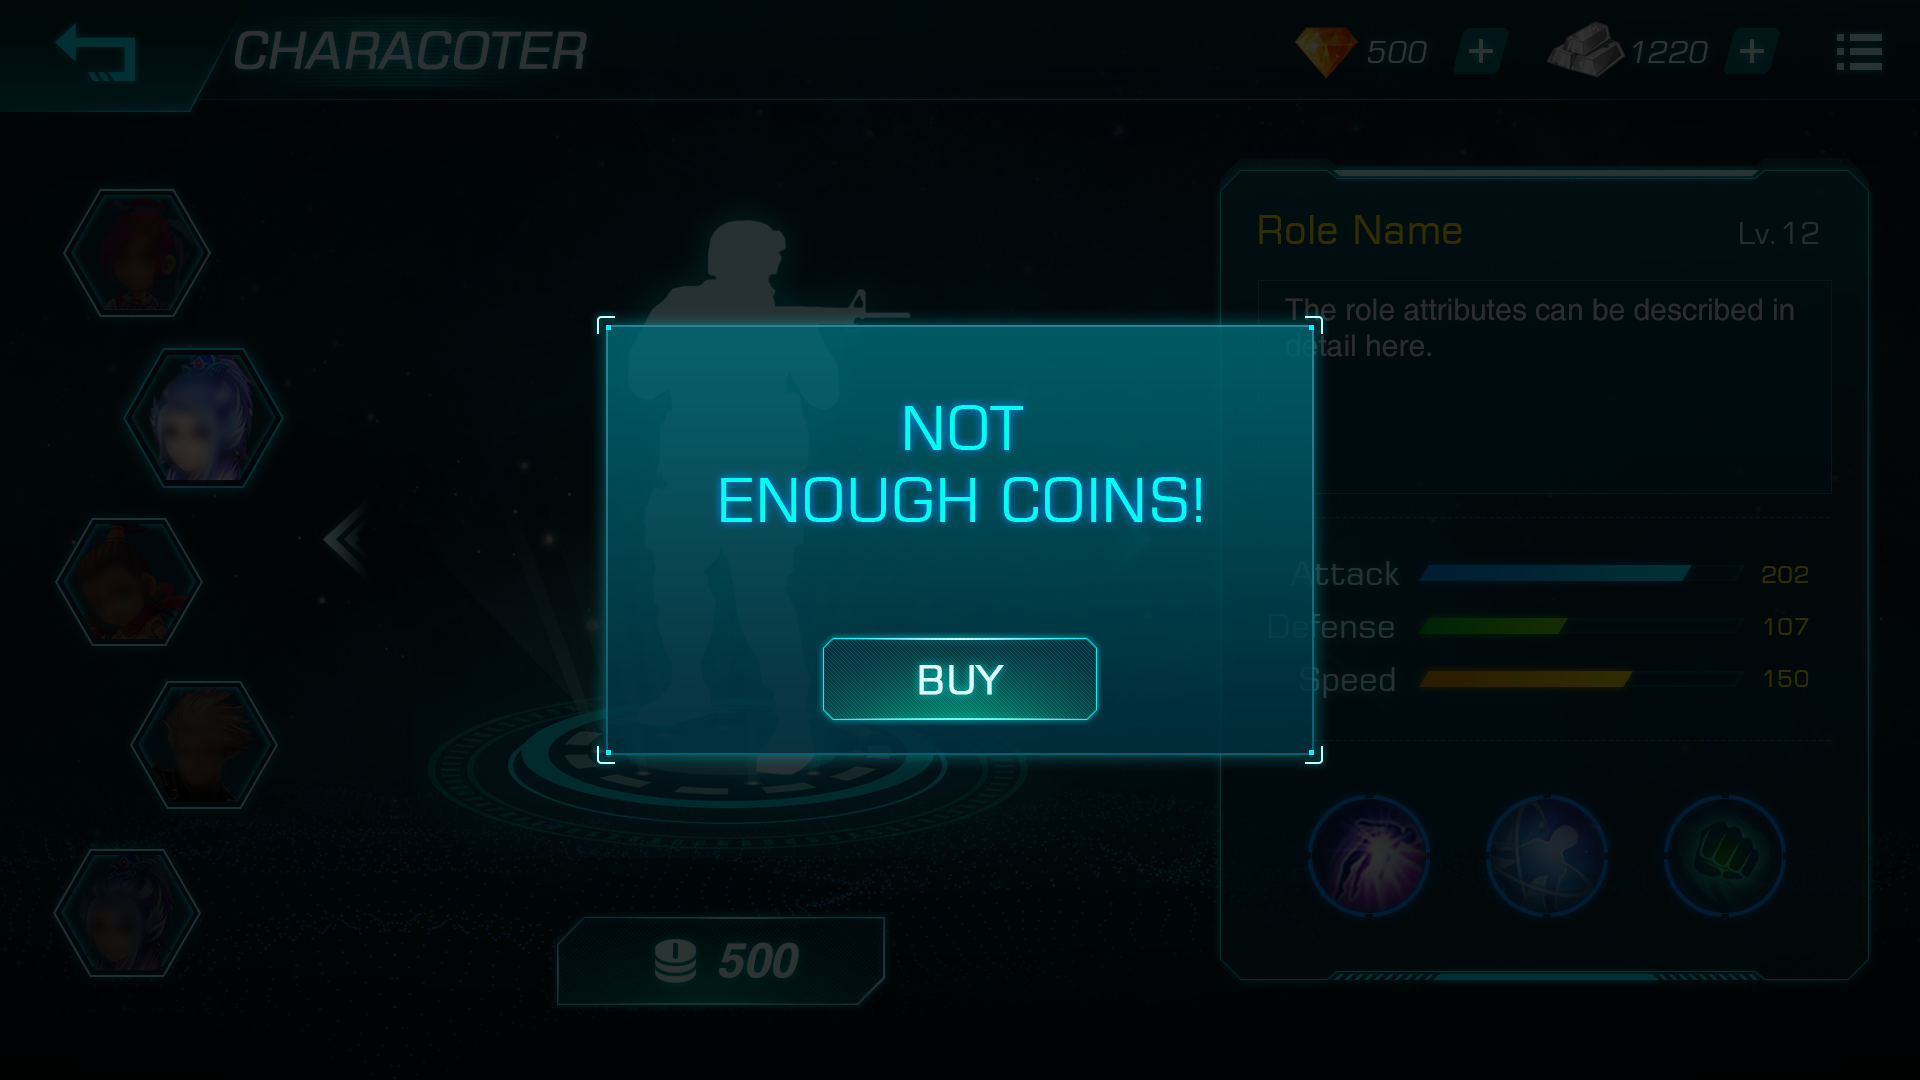 CHARACOTER
500
1220
Role Name
Lv.12
The role attributes can be described in
detail here.
NOT
ENOUGH COINS!
Attack
202
Defense
107
Speed
150
BUY
500